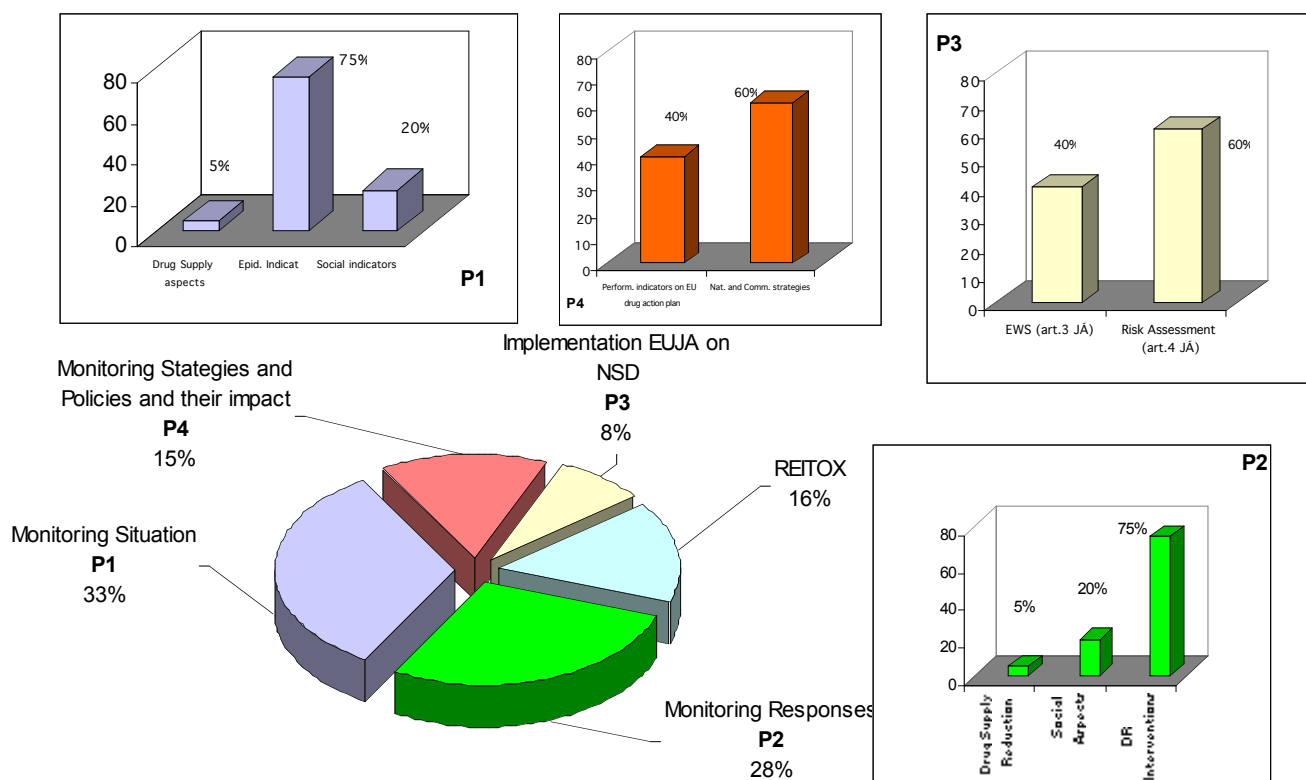 75%
80
60
40
20
0
5%
20%
Drug Supply
aspects
Epid. Indicat
Social indicators
P1
80
70
60
50
40
30
20
10
0
40%
60%
Perform. indicators on EU
drug action plan
Nat. and Comm. strategies
P4
P3
80
70
60
50
40
30
20
10
0
40%
60%
EWS (art.3 JÁ)
Risk Assessment
(art.4 JÁ)
Implementation EUJA on
NSD
P3
8%
Monitoring Stategies and
Policies and their impact
P4
15%
REITOX
16%
Monitoring Situation
P1
33%
Monitoring Responses
P2
28%
P2
80
60
40
20
0
5%
20%
75%
Drug Supply
Reduction
Social
Aspects
DR
Interventions